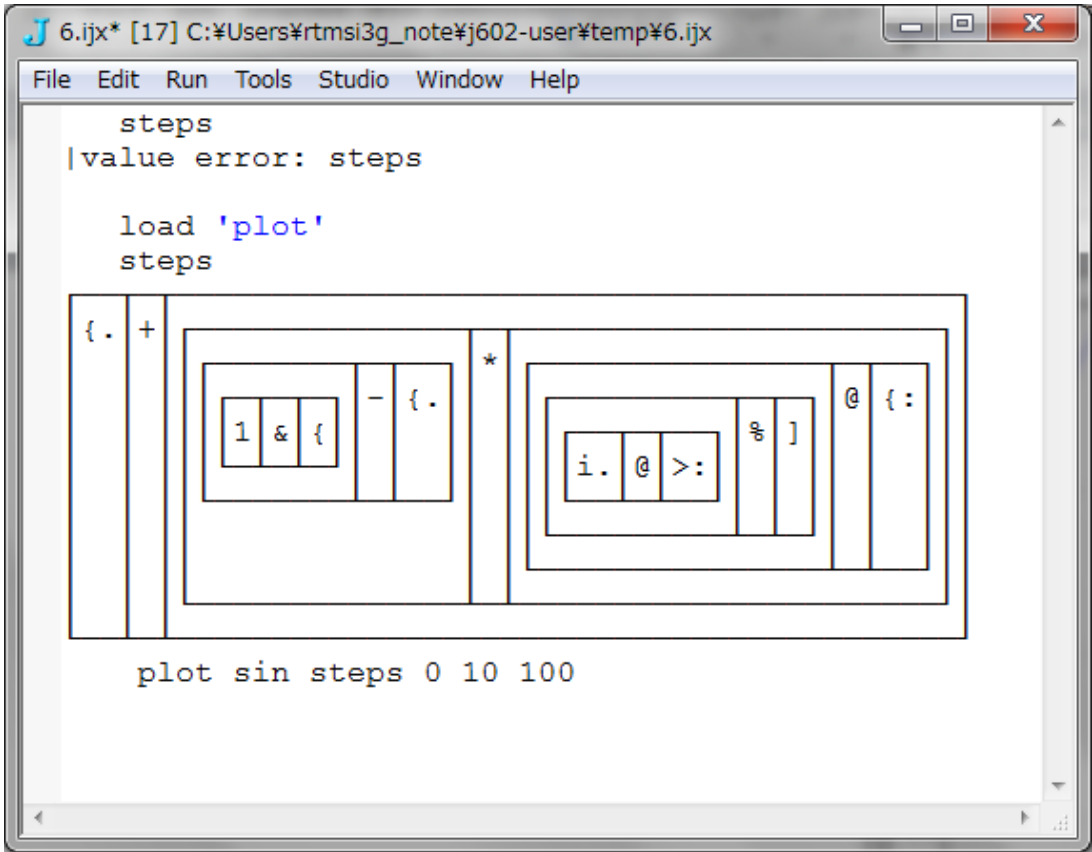 6.ijx* [17] C:¥Users¥rtmsi3g_note¥j602-user¥temp¥6.ijx
File Edit Run Tools Studio Window Help
steps
|value error: steps
load 'plot'
steps
{. + * 
- {. @ {:
1 & { % ]
i. @ >:
plot sin steps 0 10 100